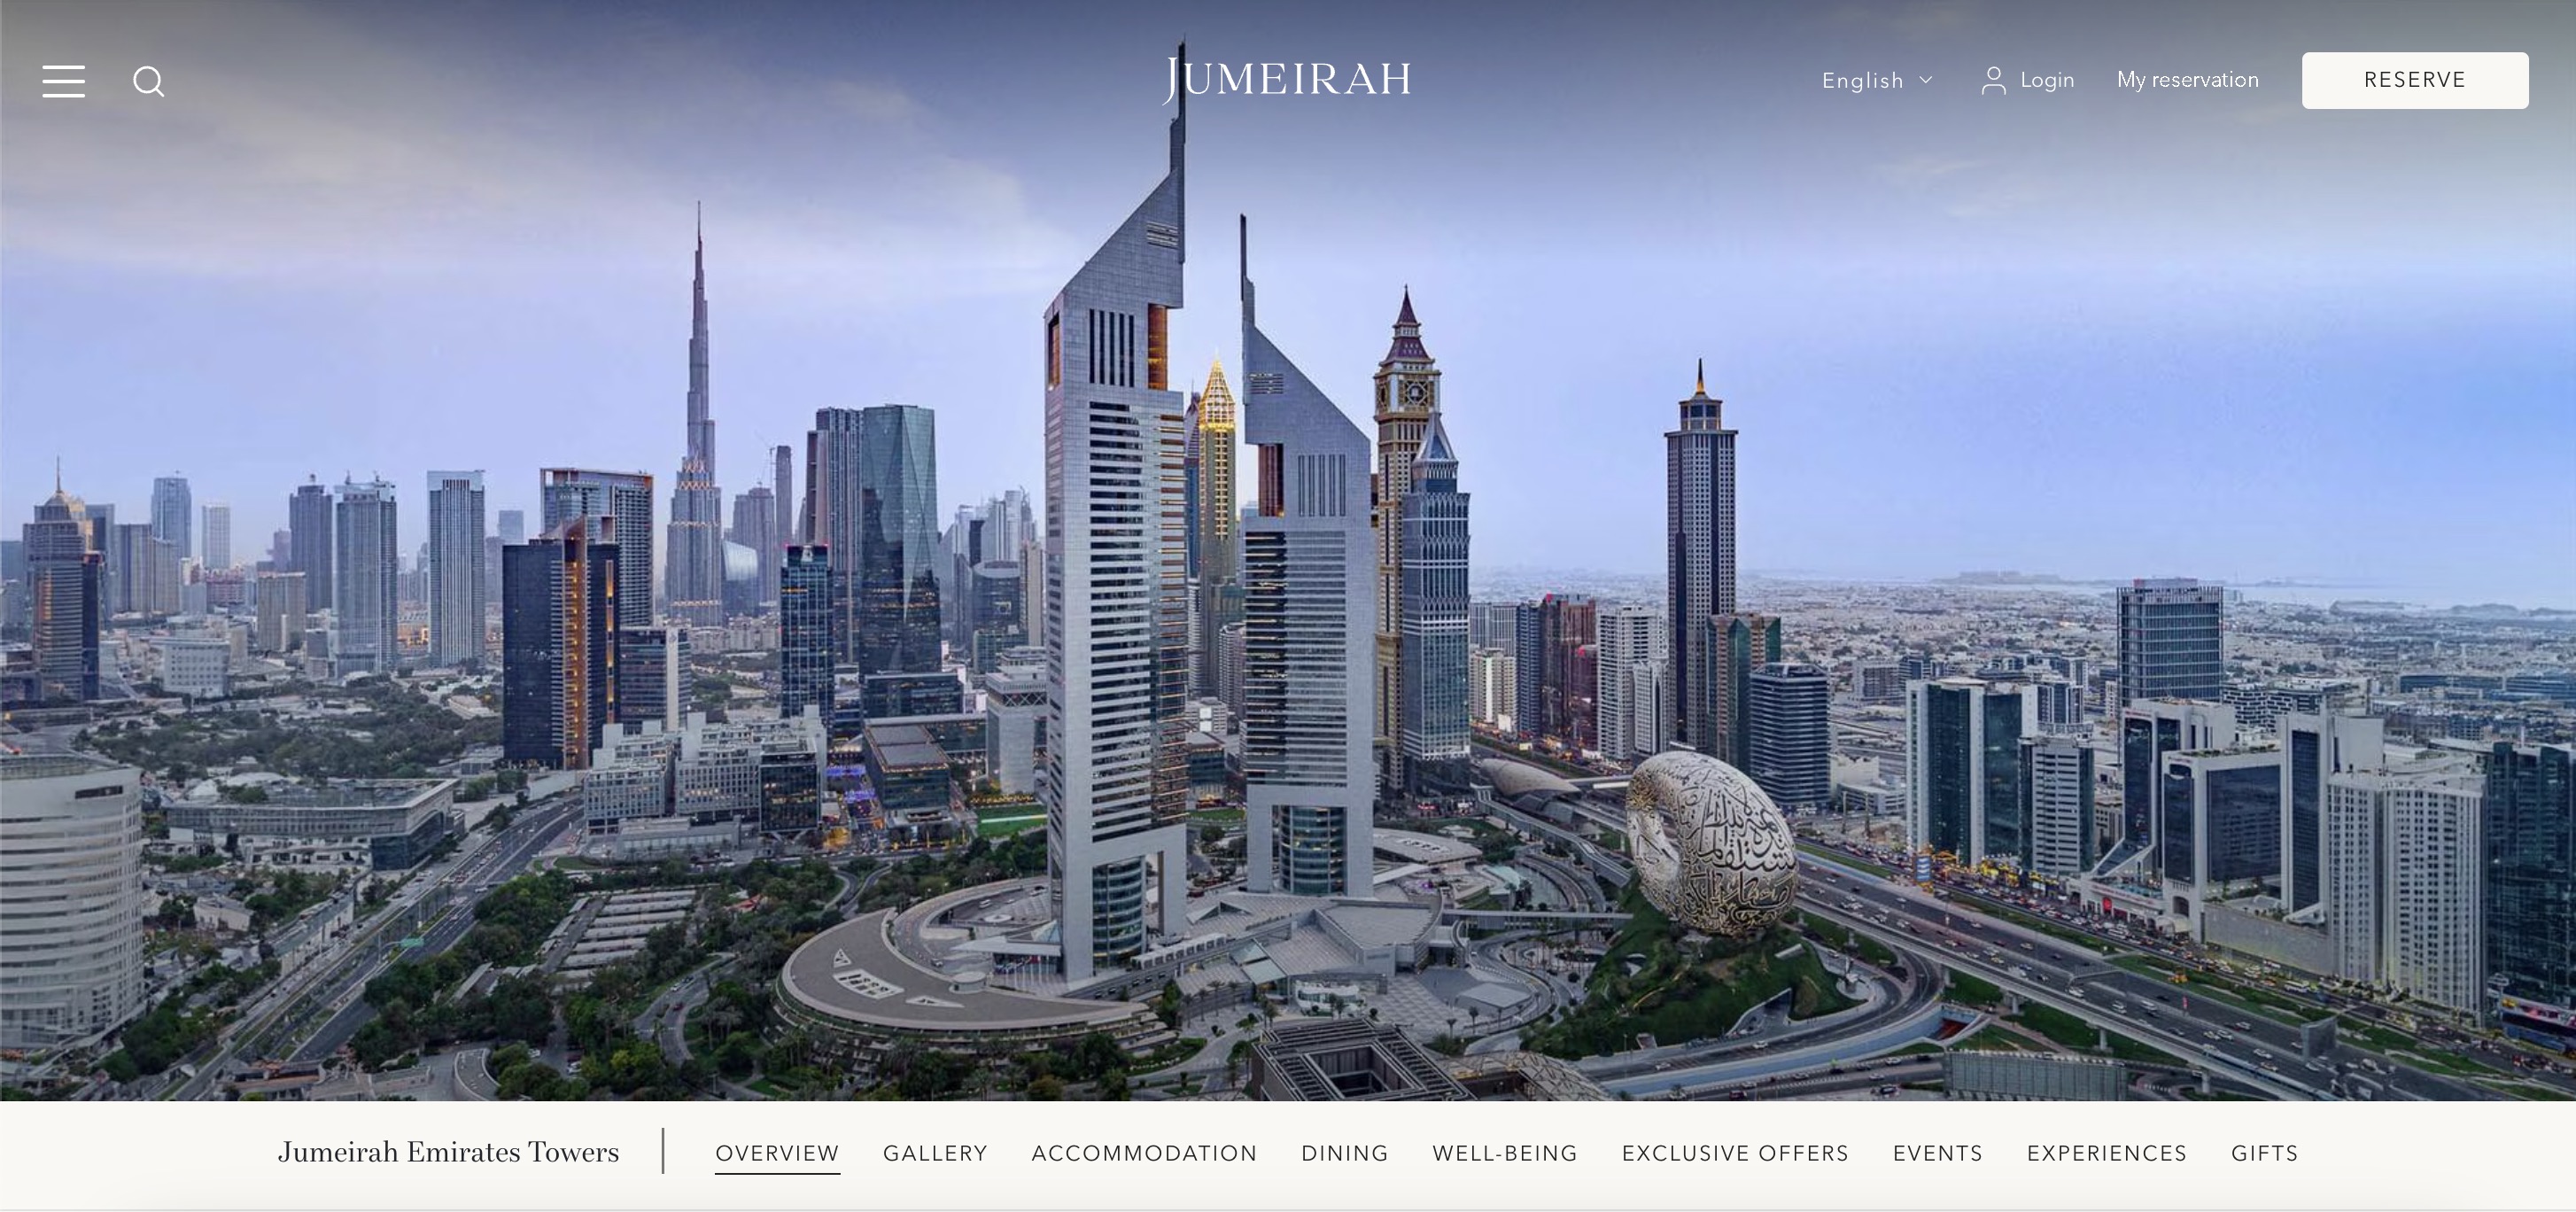 JUMEIRAH
English
Login
My reservation
RESERVE
Jumeirah Emirates Towers
OVERVIEW
GALLERY
ACCOMMODATION
DINING
WELL-BEING
EXCLUSIVE OFFERS
EVENTS
EXPERIENCES
GIFTS